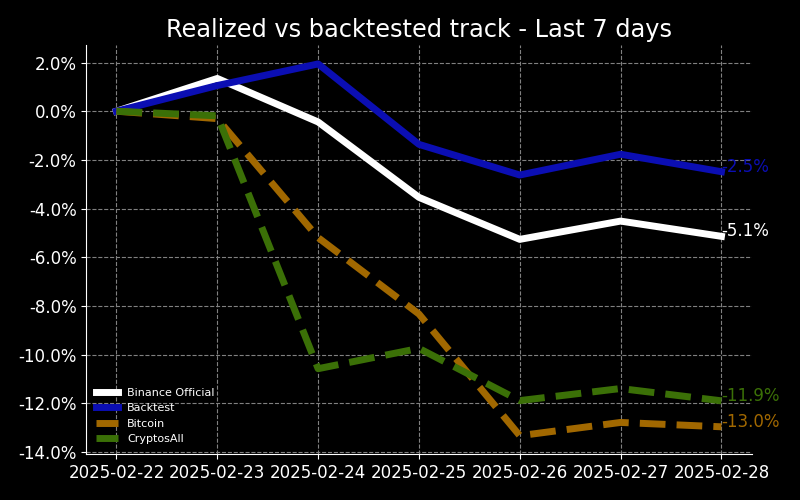 Realized vs backtested track - Last 7 days
2.0%
0.0%
-2.0%
-4.0%
-6.0%
-8.0%
-10.0%
-12.0%
-14.0%
-2.5%
-5.1%
-11.9%
-13.0%
Binance Official
Backtest
Bitcoin
CryptosAll
2025-02-22 2025-02-23 2025-02-24 2025-02-25 2025-02-26 2025-02-27 2025-02-28